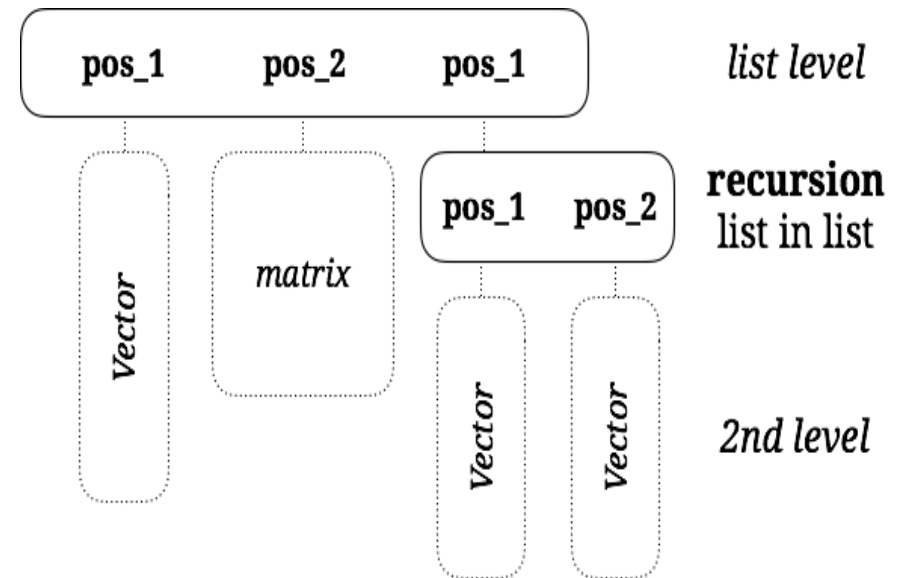 pos_1 pos_2 pos_1 list level
recursion
pos_1 pos_2
list in list
matrix
Vector
Vector
Vector
2nd level